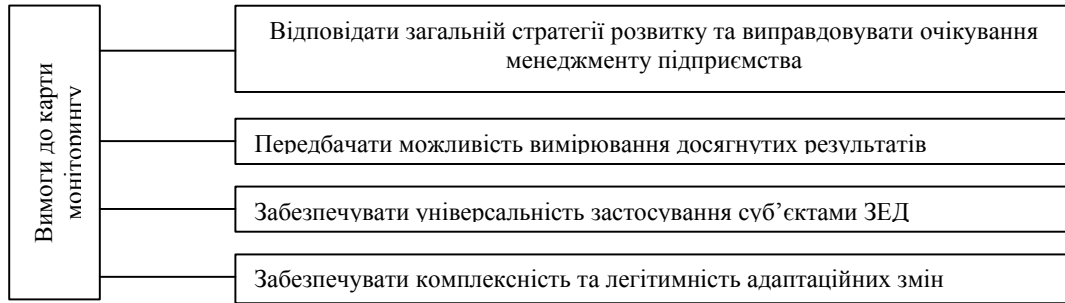 Вимоги до карти
моніторингу
Відповідати загальній стратегії розвитку та виправдовувати очікування
менеджменту підприємства
Передбачати можливість вимірювання досягнутих результатів
Забезпечувати універсальність застосування суб’єктами ЗЕД
Забезпечувати комплексність та легітимність адаптаційних змін